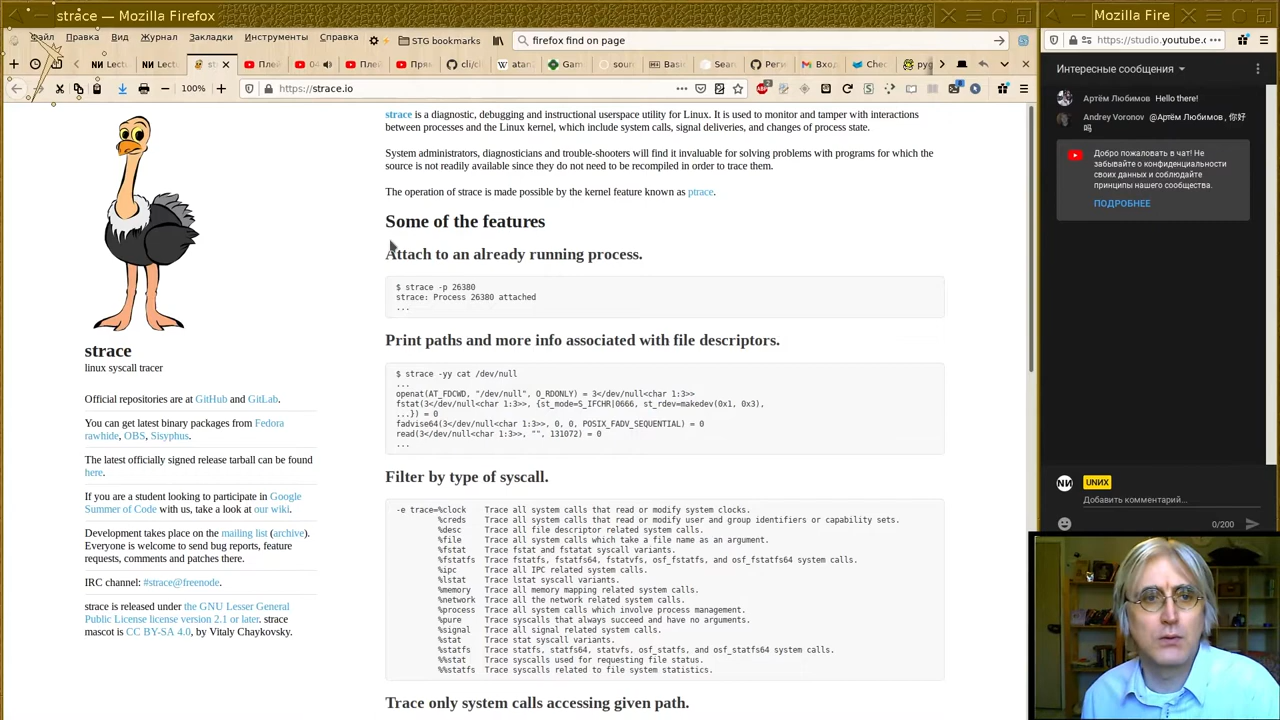 strace — Mozilla Firefox
Файл Правка Вид Журнал Закладки Инструменты Справка
STG bookmarks
firefox find on page
Lectu
Lectu
st
Плей
04
Плей
Прям
cli/cl
atan
Gam
soun
Basic
Sean
Реги
Вход
Chec
pyg
100%
https://strace.io
strace
linux syscall tracer
Official repositories are at GitHub and GitLab.
You can get latest binary packages from Fedora
rawhide, OBS, Sisyphus.
The latest officially signed release tarball can be found
here.
If you are a student looking to participate in Google
Summer of Code with us, take a look at our wiki.
Development takes place on the mailing list (archive).
Everyone is welcome to send bug reports, feature
requests, comments and patches there.
IRC channel: #strace@freenode.
strace is released under the GNU Lesser General
Public License license version 2.1 or later. strace
mascot is CC BY-SA 4.0, by Vitaly Chaykovsky.
strace is a diagnostic, debugging and instructional userspace utility for Linux. It is used to monitor and tamper with interactions
between processes and the Linux kernel, which include system calls, signal deliveries, and changes of process state.
System administrators, diagnosticians and trouble-shooters will find it invaluable for solving problems with programs for which the
source is not readily available since they do not need to be recompiled in order to trace them.
The operation of strace is made possible by the kernel feature known as ptrace.
Some of the features
Attach to an already running process.
$ strace -p 26380
strace: Process 26380 attached
...
Print paths and more info associated with file descriptors.
$ strace -yy cat /dev/null
...
openat(AT_FDCWD, "/dev/null", O_RDONLY) = 3</dev/null<char 1:3>>
fstat(3</dev/null<char 1:3>>, {st_mode=S_IFCHR|0666, st_rdev=makedev(0x1, 0x3),
...}) = 0
fadvise64(3</dev/null<char 1:3>>, 0, 0, POSIX_FADV_SEQUENTIAL) = 0
read(3</dev/null<char 1:3>>, "", 131072) = 0
...
Filter by type of syscall.
-e trace=%clock Trace all system calls that read or modify system clocks.
%creds Trace all system calls that read or modify user and group identifiers or capability sets.
%desc Trace all file descriptor related system calls.
%file Trace all system calls which take a file name as an argument.
%fstat Trace fstat and fstatat syscall variants.
%fstatfs Trace fstatfs, fstatfs64, fstatvfs, osf_fstatfs, and osf_fstatfs64 system calls.
%ipc Trace all IPC related system calls.
%lstat Trace lstat syscall variants.
%memory Trace all memory mapping related system calls.
%network Trace all the network related system calls.
%process Trace all system calls which involve process management.
%pure Trace syscalls that always succeed and have no arguments.
%signal Trace all signal related system calls.
%stat Trace stat syscall variants.
%statfs Trace statfs, statfs64, statvfs, osf_statfs, and osf_statfs64 system calls.
%%stat Trace syscalls used for requesting file status.
%%statfs Trace syscalls related to file system statistics.
Trace only system calls accessing given path.
Mozilla Fire
https://studio.youtube.c
Интересные сообщения
Артём Любимов Hello there!
Andrey Voronov @Артём Любимов , 你好
吗
Добро пожаловать в чат! Не
забывайте о конфиденциальности
своих данных и соблюдайте
принципы нашего сообщества.
ПОДРОБНЕЕ
UNИX
Добавить комментарий...
0/200